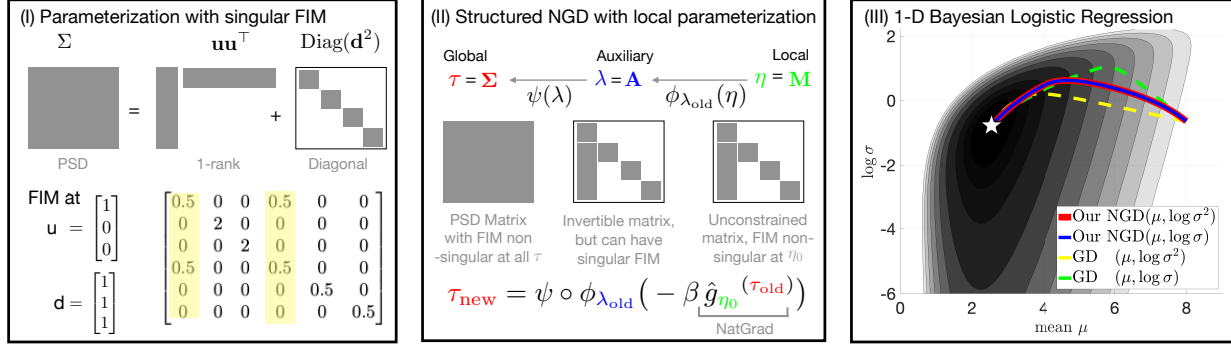 (I) Parameterization with singular FIM
Σ uu⊤ Diag(d²)
= +
PSD 1-rank Diagonal
FIM at
u = [1 0 0]
d = [1 1 1]
0.5 0 0 0.5 0 0
0 2 0 0 0 0
0 0 2 0 0 0
0.5 0 0 0.5 0 0
0 0 0 0 0.5 0
0 0 0 0 0 0.5
(II) Structured NGD with local parameterization
Global Auxiliary Local
τ = Σ λ = A η = M
ψ(λ) ϕλold(η)
PSD Matrix
with FIM non
-singular at all τ
Invertible matrix,
but can have
singular FIM
Unconstrained
matrix, FIM non-
singular at η0
τnew = ψ ∘ ϕλold( − β ĝη0(τold))
NatGrad
(III) 1-D Bayesian Logistic Regression
log σ
2
0
-2
-4
-6
Our NGD(μ, log σ²)
Our NGD(μ, log σ)
GD (μ, log σ²)
GD (μ, log σ)
0 2 4 6 8
mean μ